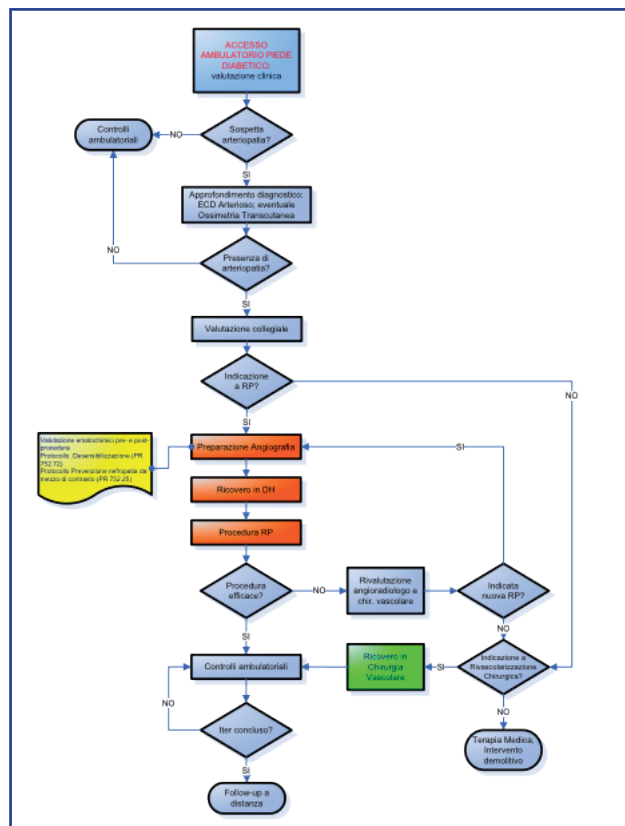 ACCESSO
AMBULATORIO PIEDE
DIABETICO:
valutazione clinica
Controlli
ambulatoriali
NO
Sospetta
arteriopatia?
SI
Approfondimento diagnostico:
ECD Arterioso; eventuale
Ossimetria Transcutanea
NO
Presenza di
arteriopatia?
SI
Valutazione collegiale
Indicazione
a RP?
NO
SI
Valutazione ematochimici pre- e post-
procedura
Protocollo. Desensibilizzazione (PR
752.72)
Protocollo Prevenzione nefropatia da
mezzo di contrasto (PR 752.25)
Preparazione Angiografia
SI
Ricovero in DH
Procedura RP
Procedura
efficace?
NO
Rivalutazione
angioradiologo e
chir. vascolare
Indicata
nuova RP?
SI
NO
Controlli ambulatoriali
Ricovero in
Chirurgia
Vascolare
SI
Indicazione a
Rivascolarizzazione
Chirurgica?
NO
NO
Iter concluso?
Terapia Medica,
Intervento
demolitivo
SI
Follow-up a
distanza